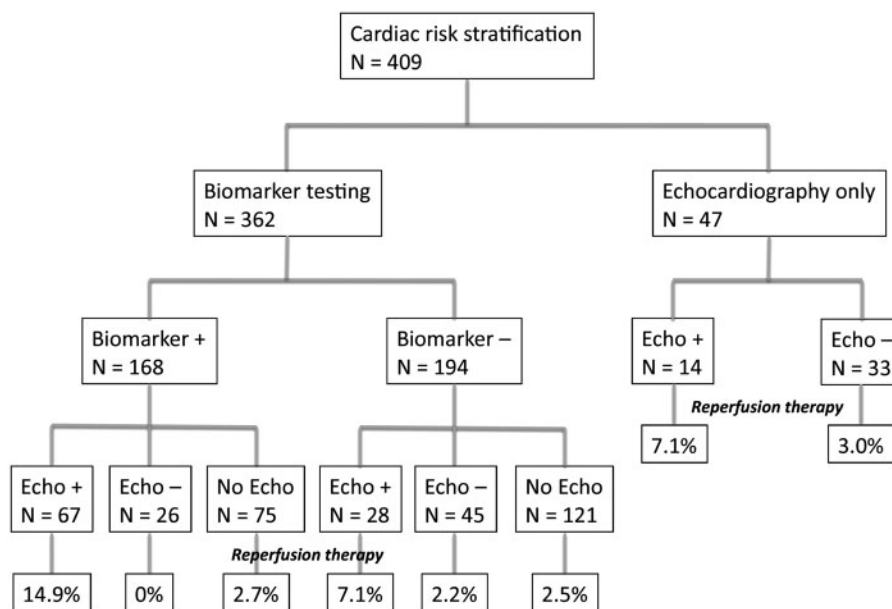 Cardiac risk stratification
N = 409
Biomarker testing
N = 362
Echocardiography only
N = 47
Biomarker +
N = 168
Biomarker –
N = 194
Echo +
N = 14
Echo –
N = 33
Reperfusion therapy
7.1%
3.0%
Echo +
N = 67
Echo –
N = 26
No Echo
N = 75
Echo +
N = 28
Echo –
N = 45
No Echo
N = 121
Reperfusion therapy
14.9%
0%
2.7%
7.1%
2.2%
2.5%